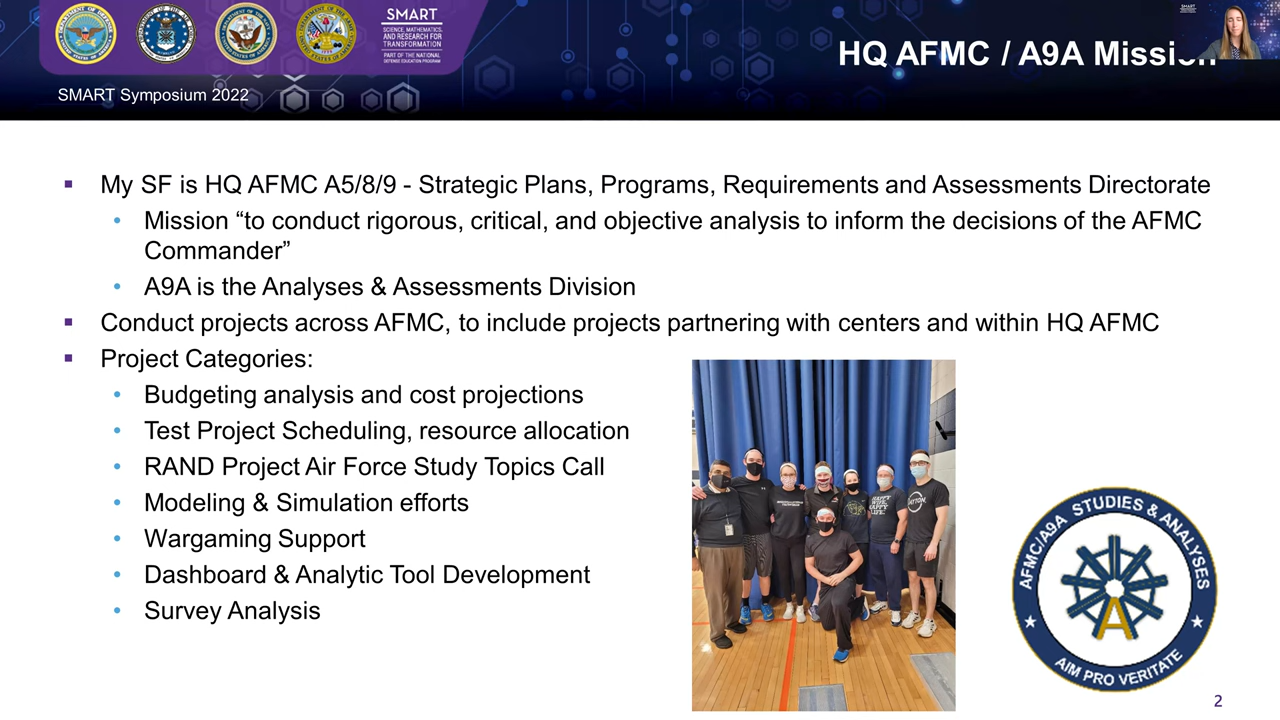 SMART
SCIENCE, MATHEMATICS,
AND RESEARCH FOR
TRANSFORMATION
PART OF THE NATIONAL
DEFENSE EDUCATION PROGRAM
SMART
HQ AFMC / A9A Mission
SMART Symposium 2022
▪ My SF is HQ AFMC A5/8/9 - Strategic Plans, Programs, Requirements and Assessments Directorate
• Mission “to conduct rigorous, critical, and objective analysis to inform the decisions of the AFMC
Commander”
• A9A is the Analyses & Assessments Division
▪ Conduct projects across AFMC, to include projects partnering with centers and within HQ AFMC
▪ Project Categories:
• Budgeting analysis and cost projections
• Test Project Scheduling, resource allocation
• RAND Project Air Force Study Topics Call
• Modeling & Simulation efforts
• Wargaming Support
• Dashboard & Analytic Tool Development
• Survey Analysis
HAPPY
WIFE
HAPPY
LIFE
AFMC/A9A STUDIES & ANALYSES
A
AIM PRO VERITATE
2